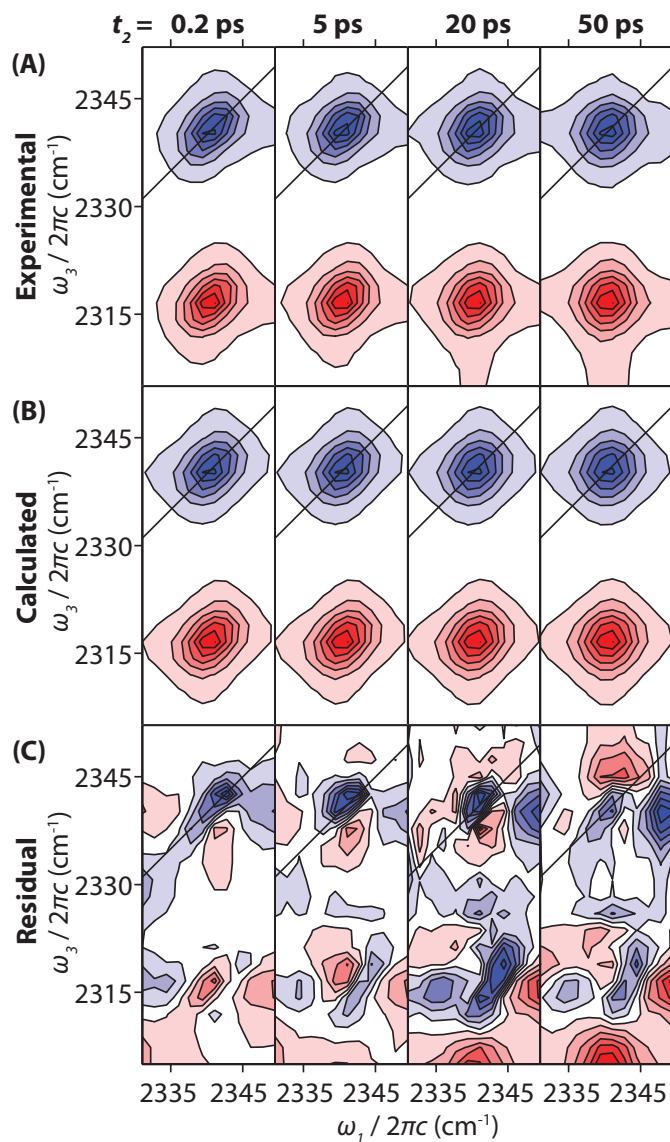 t₂ = 0.2 ps 5 ps 20 ps 50 ps
(A)
Experimental
ω₃ / 2πc (cm⁻¹)
2345
2330
2315
(B)
Calculated
ω₃ / 2πc (cm⁻¹)
2345
2330
2315
(C)
Residual
ω₃ / 2πc (cm⁻¹)
2345
2330
2315
2335 2345 2335 2345 2335 2345 2335 2345
ω₁ / 2πc (cm⁻¹)